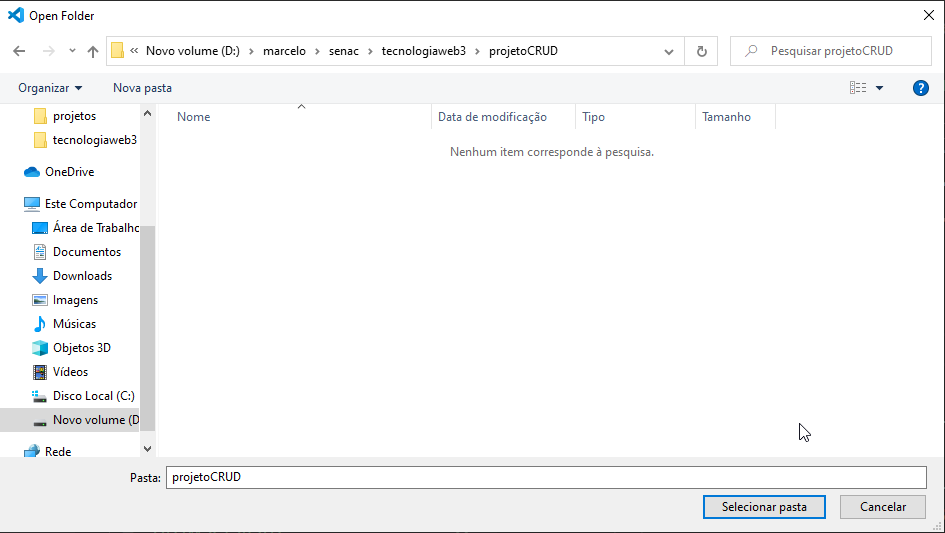 Open Folder
« Novo volume (D:) › marcelo › senac › tecnologiaweb3 › projetoCRUD
Pesquisar projetoCRUD
Organizar
Nova pasta
projetos
tecnologiaweb3
OneDrive
Este Computador
Área de Trabalho
Documentos
Downloads
Imagens
Músicas
Objetos 3D
Vídeos
Disco Local (C:)
Novo volume (D
Rede
Nome Data de modificação Tipo Tamanho
Nenhum item corresponde à pesquisa.
Pasta: projetoCRUD
Selecionar pasta Cancelar